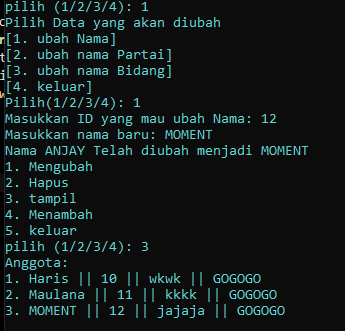 pilih (1/2/3/4): 1
Pilih Data yang akan diubah
[1. ubah Nama]
[2. ubah nama Partai]
[3. ubah nama Bidang]
[4. keluar]
Pilih(1/2/3/4): 1
Masukkan ID yang mau ubah Nama: 12
Masukkan nama baru: MOMENT
Nama ANJAY Telah diubah menjadi MOMENT
1. Mengubah
2. Hapus
3. tampil
4. Menambah
5. keluar
pilih (1/2/3/4): 3
Anggota:
1. Haris || 10 || wkwk || GOGOGO
2. Maulana || 11 || kkkk || GOGOGO
3. MOMENT || 12 || jajaja || GOGOGO